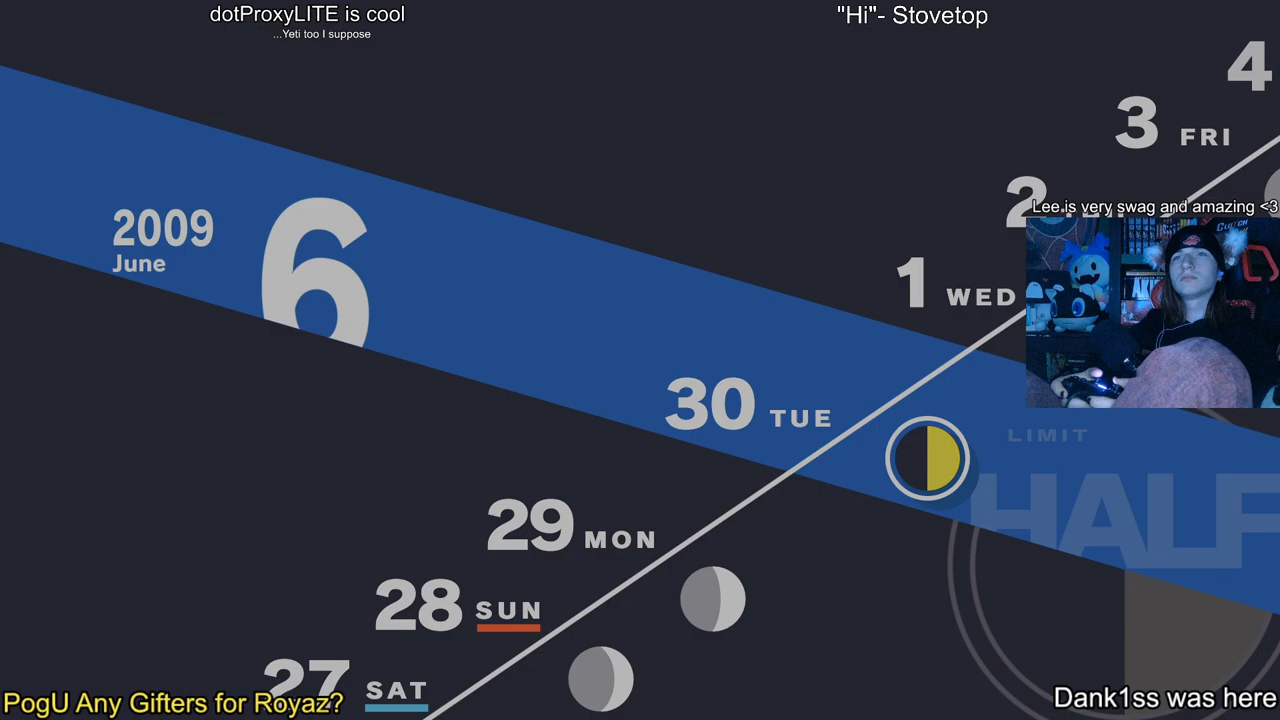 dotProxyLITE is cool
...Yeti too I suppose
"Hi"- Stovetop
4
3 FRI
2
Lee is very swag and amazing <3
2009
June
6
1 WED
30 TUE
LIMIT
HALF
29 MON
28 SUN
27 SAT
PogU Any Gifters for Royaz?
Dank1ss was here